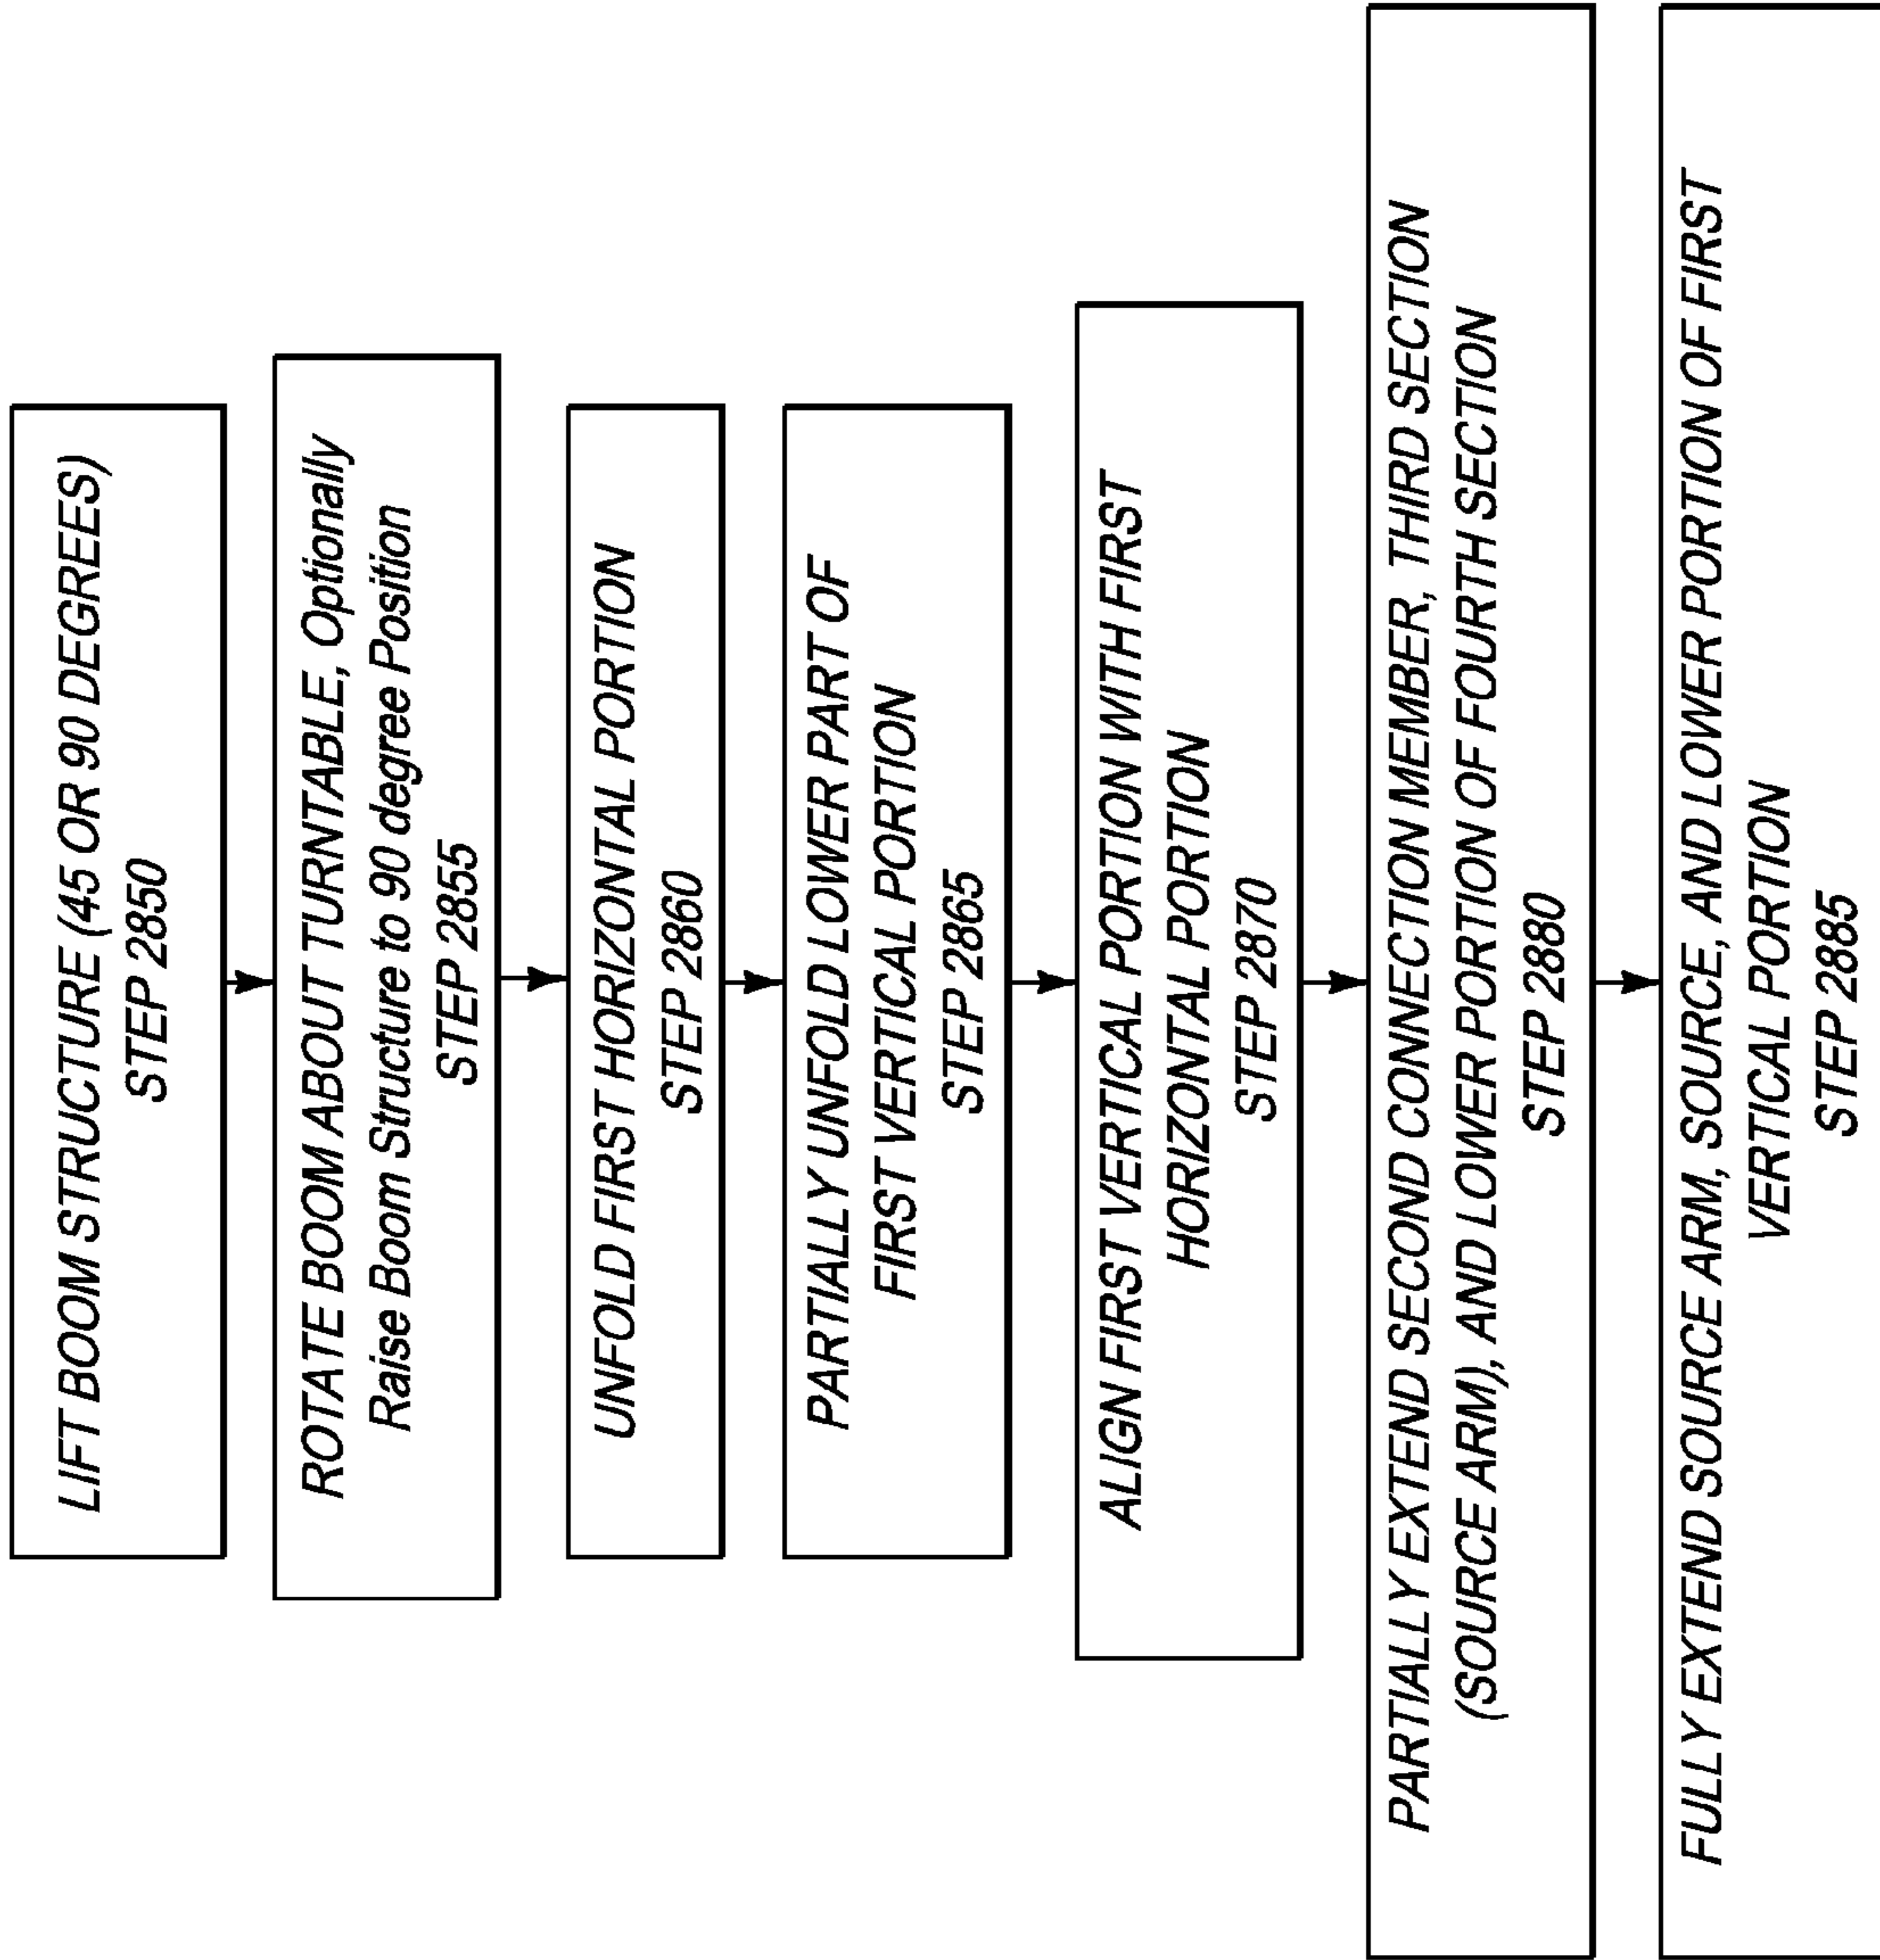 LIFT BOOM STRUCTURE (45 OR 90 DEGREES)
STEP 2850
ROTATE BOOM ABOUT TURNTABLE, Optionally
Raise Boom Structure to 90 degree Position
STEP 2855
UNFOLD FIRST HORIZONTAL PORTION
STEP 2860
PARTIALLY UNFOLD LOWER PART OF
FIRST VERTICAL PORTION
STEP 2865
ALIGN FIRST VERTICAL PORTION WITH FIRST
HORIZONTAL PORTION
STEP 2870
PARTIALLY EXTEND SECOND CONNECTION MEMBER, THIRD SECTION
(SOURCE ARM), AND LOWER PORTION OF FOURTH SECTION
STEP 2880
FULLY EXTEND SOURCE ARM, SOURCE, AND LOWER PORTION OF FIRST
VERTICAL PORTION
STEP 2885